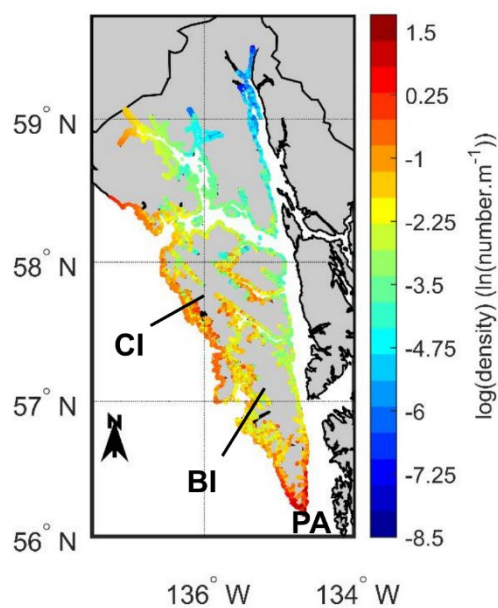 59° N
58° N
57° N
56° N
136° W
134° W
CI
BI
PA
N
1.5
0.25
-1
-2.25
-3.5
-4.75
-6
-7.25
-8.5
log(density) (ln(number.m⁻¹)